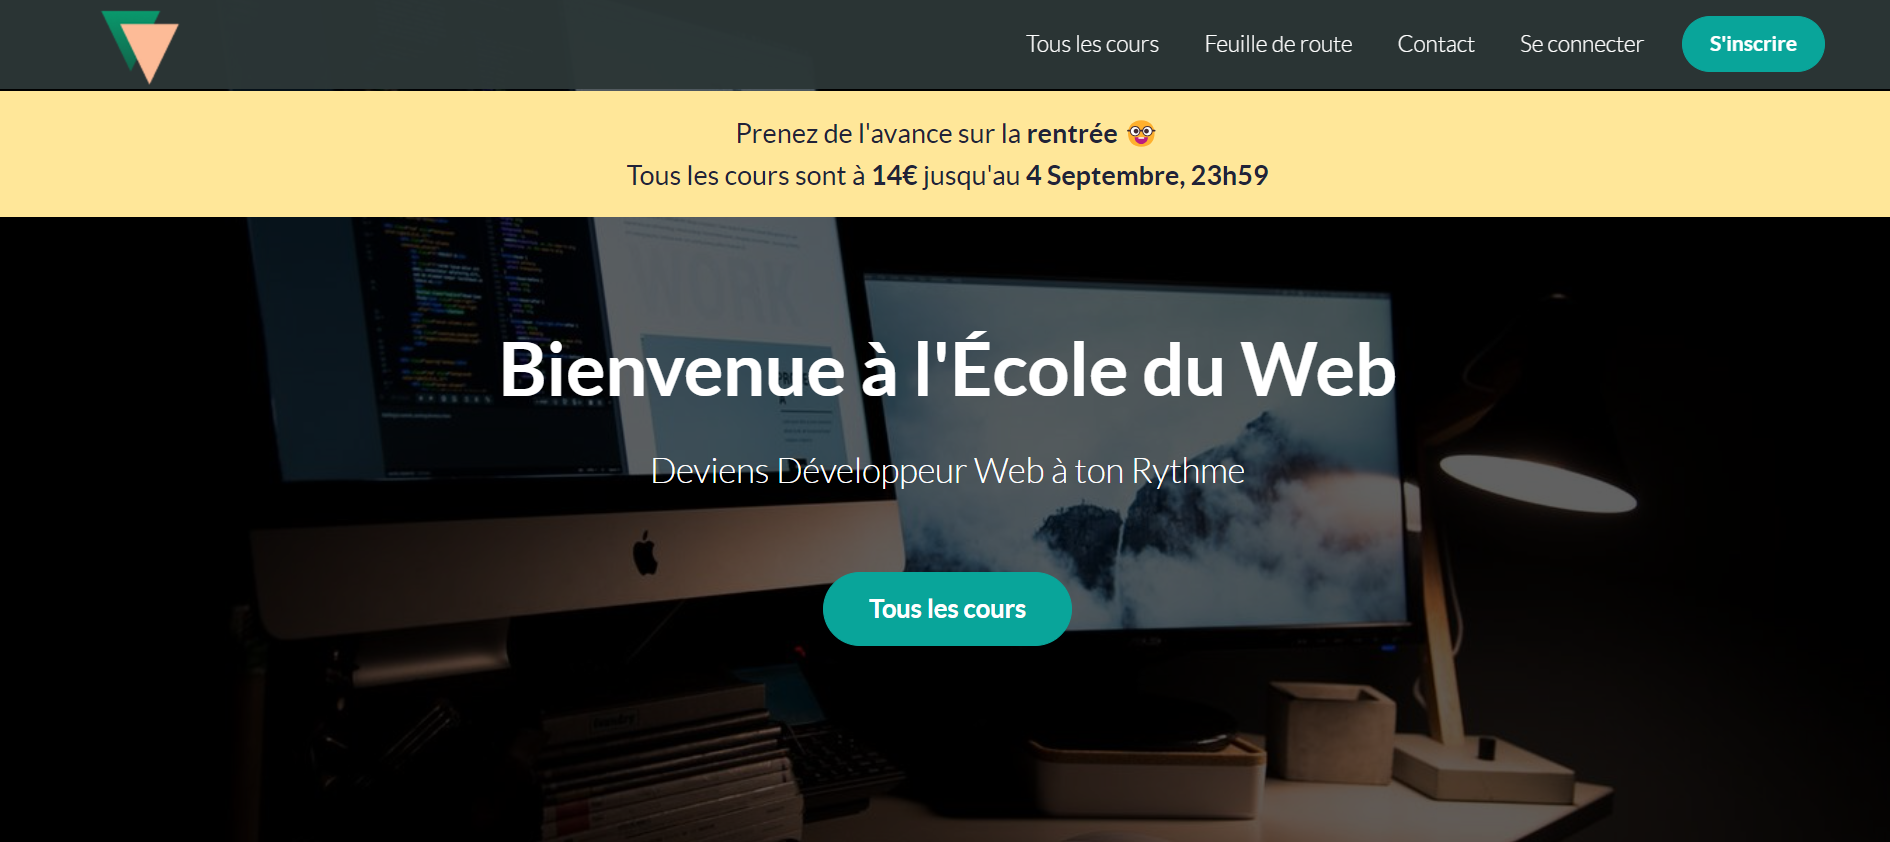 Tous les cours
Feuille de route
Contact
Se connecter
S'inscrire
Prenez de l'avance sur la rentrée 🤓
Tous les cours sont à 14€ jusqu'au 4 Septembre, 23h59
WORK
Bienvenue à l'École du Web
Deviens Développeur Web à ton Rythme
Tous les cours